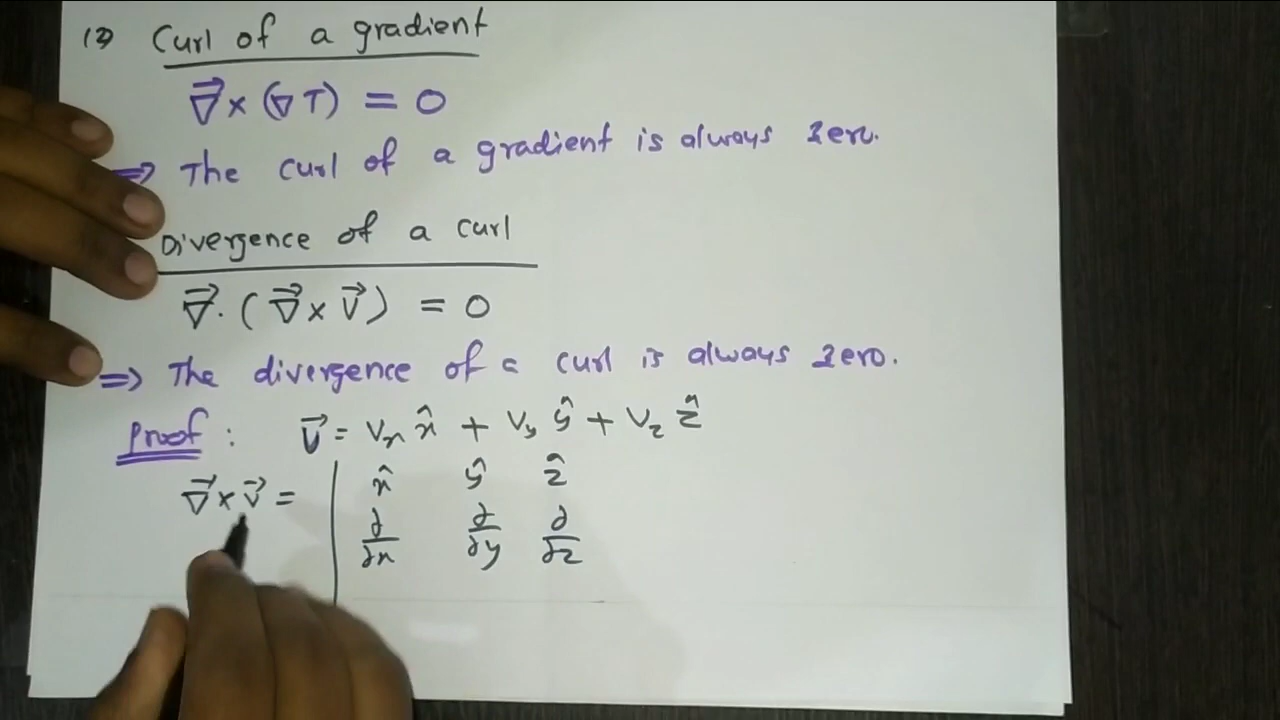 (2) Curl of a gradient
∇⃗ × (∇T) = 0
⇒ The curl of a gradient is always zero.
Divergence of a curl
∇⃗ · (∇⃗ × V⃗) = 0
⇒ The divergence of a curl is always zero.
Proof : V⃗ = Vx x̂ + Vy ŷ + Vz ẑ
∇⃗ × V⃗ = | x̂ ŷ ẑ
∂/∂x ∂/∂y ∂/∂z